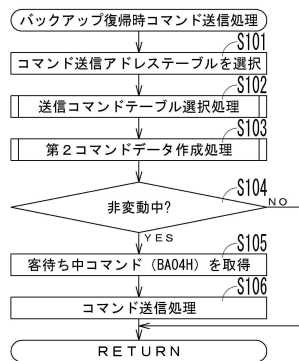 バックアップ復帰時コマンド送信処理
S101
コマンド送信アドレステーブルを選択
S102
送信コマンドテーブル選択処理
S103
第2コマンドデータ作成処理
S104
非変動中?
NO
YES
S105
客待ち中コマンド(BA04H)を取得
S106
コマンド送信処理
RETURN